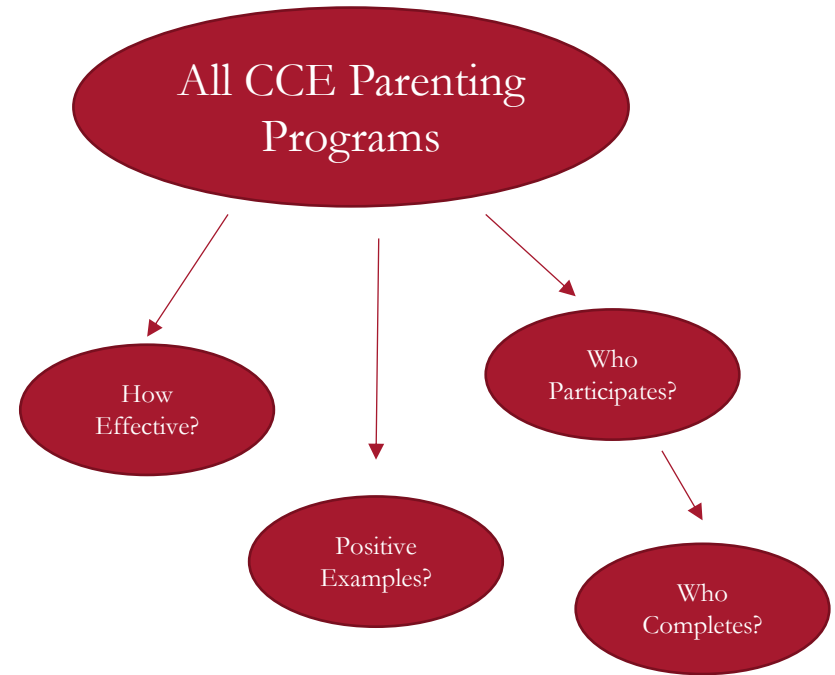 All CCE Parenting
Programs
How
Effective?
Positive
Examples?
Who
Participates?
Who
Completes?